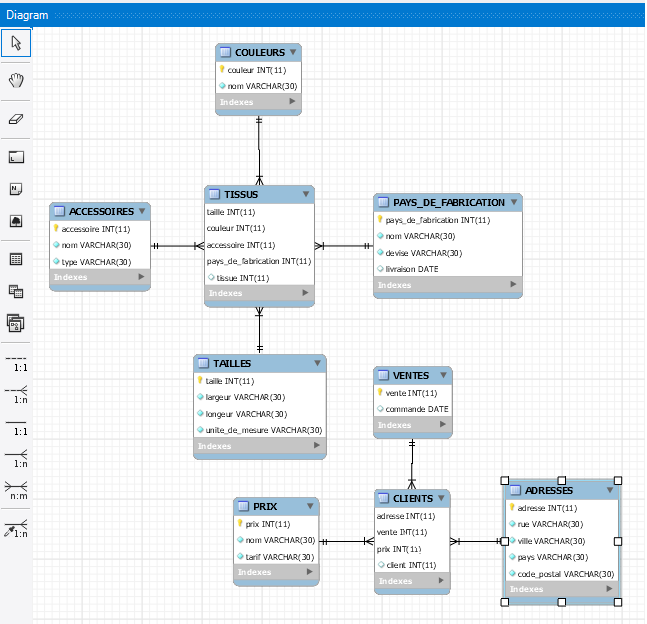 Diagram
COULEURS
couleur INT(11)
nom VARCHAR(30)
Indexes
TISSUS
taille INT(11)
couleur INT(11)
accessoire INT(11)
pays_de_fabrication INT(11)
tissue INT(11)
Indexes
ACCESSOIRES
accessoire INT(11)
nom VARCHAR(30)
type VARCHAR(30)
Indexes
PAYS_DE_FABRICATION
pays_de_fabrication INT(11)
nom VARCHAR(30)
devise VARCHAR(30)
livraison DATE
Indexes
TAILLES
taille INT(11)
largeur VARCHAR(30)
longeur VARCHAR(30)
unite_de_mesure VARCHAR(30)
Indexes
VENTES
vente INT(11)
commande DATE
Indexes
PRIX
prix INT(11)
nom VARCHAR(30)
tarif VARCHAR(30)
Indexes
CLIENTS
adresse INT(11)
vente INT(11)
prix INT(11)
client INT(11)
Indexes
ADRESSES
adresse INT(11)
rue VARCHAR(30)
ville VARCHAR(30)
pays VARCHAR(30)
code_postal VARCHAR(30)
Indexes
1:1
1:n
1:1
1:n
n:m
1:n